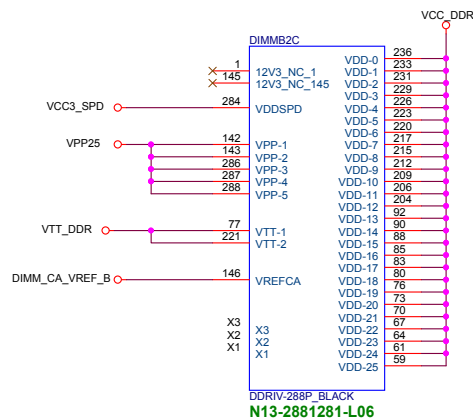 VCC_DDR
DIMMB2C
1 12V3_NC_1
145 12V3_NC_145
VCC3_SPD 284 VDDSPD
VPP25 142 VPP-1
143 VPP-2
286 VPP-3
287 VPP-4
288 VPP-5
VTT_DDR 77 VTT-1
221 VTT-2
DIMM_CA_VREF_B 146 VREFCA
X3 X3
X2 X2
X1 X1
VDD-0 236
VDD-1 233
VDD-2 231
VDD-3 229
VDD-4 226
VDD-5 223
VDD-6 220
VDD-7 217
VDD-8 215
VDD-9 212
VDD-10 209
VDD-11 206
VDD-12 204
VDD-13 92
VDD-14 90
VDD-15 88
VDD-16 85
VDD-17 83
VDD-18 80
VDD-19 76
VDD-20 73
VDD-21 70
VDD-22 67
VDD-23 64
VDD-24 61
VDD-25 59
DDRIV-288P_BLACK
N13-2881281-L06